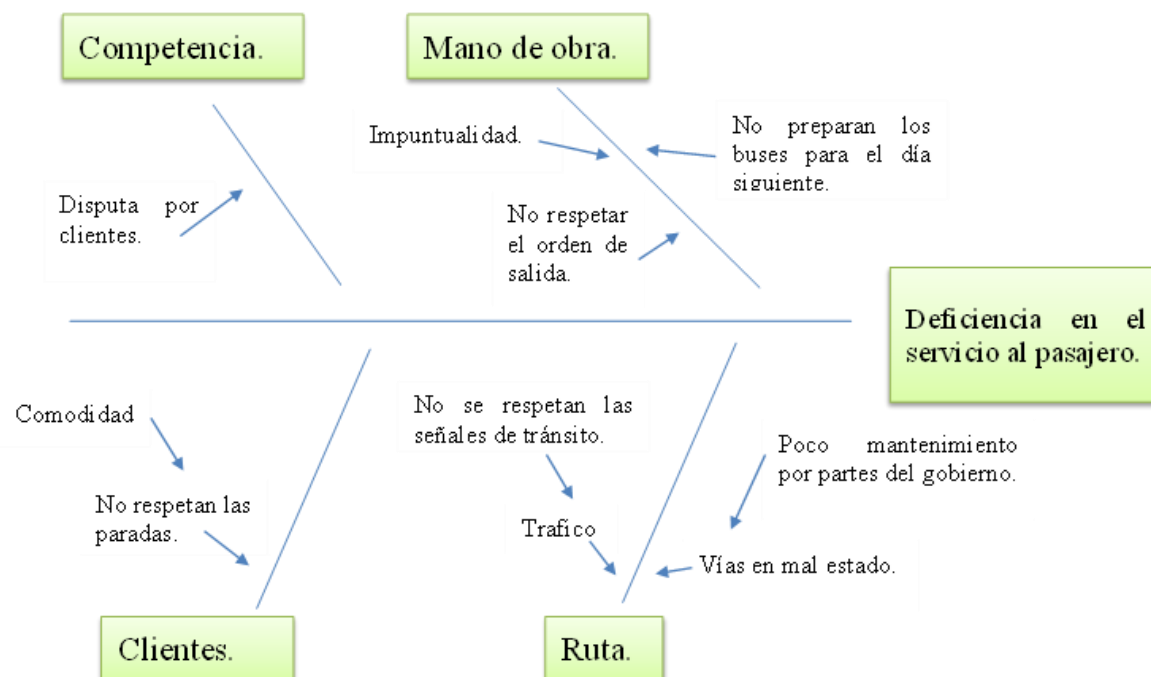 Competencia.
Mano de obra.
Impuntualidad.
No preparan los
buses para el día
siguiente.
Disputa por
clientes.
No respetar
el orden de
salida.
Deficiencia en el
servicio al pasajero.
Comodidad
No respetan las
paradas.
No se respetan las
señales de tránsito.
Trafico
Poco mantenimiento
por partes del gobierno.
Vías en mal estado.
Clientes.
Ruta.